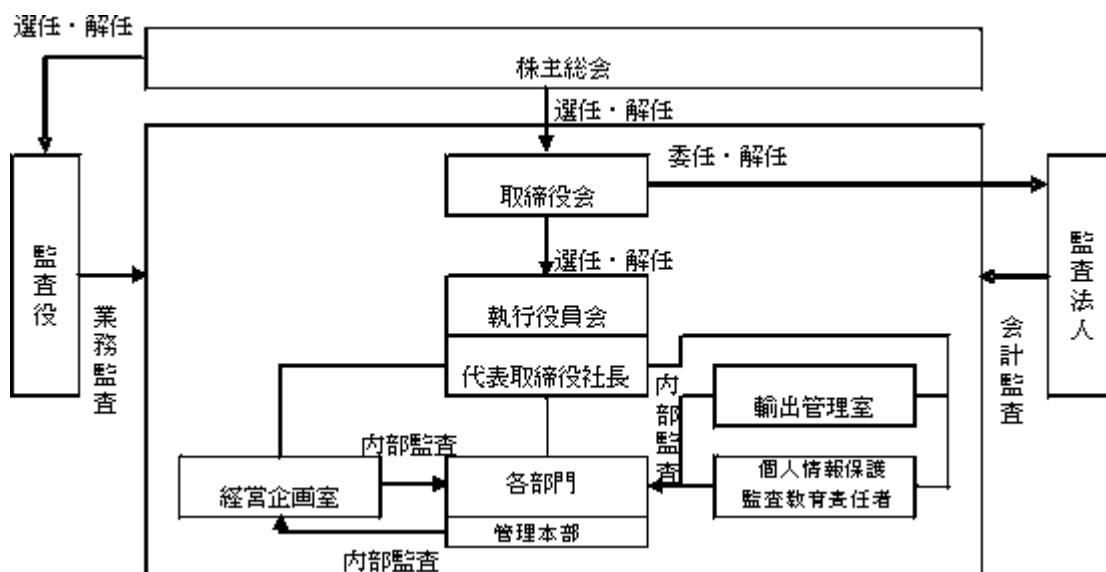 選任・解任
株主総会
選任・解任
委任・解任
取締役会
監査役
監査法人
選任・解任
業務監査
執行役員会
会計監査
代表取締役社長
内部監査
輸出管理室
内部監査
経営企画室
各部門
個人情報保護
監査教育責任者
管理本部
内部監査